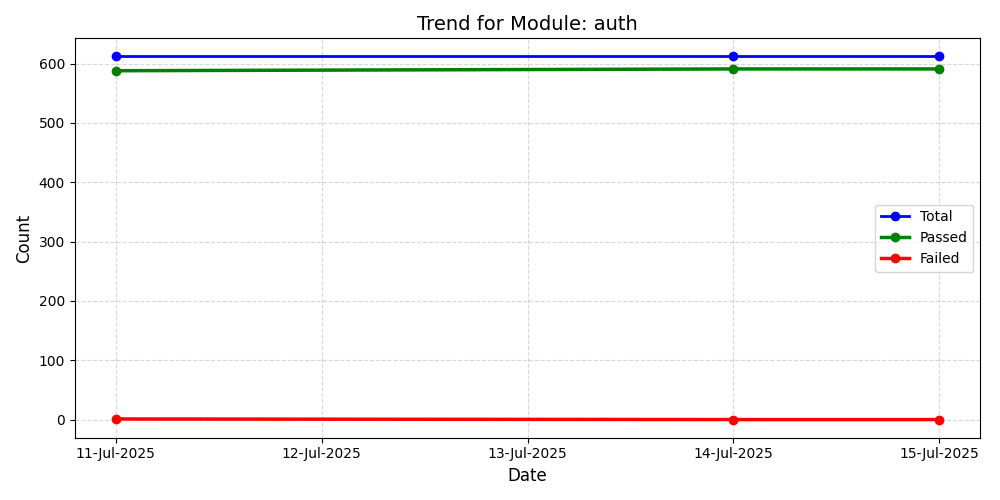 Trend for Module: auth
600
500
400
300
200
100
0
Count
Total
Passed
Failed
11-Jul-2025
12-Jul-2025
13-Jul-2025
14-Jul-2025
15-Jul-2025
Date